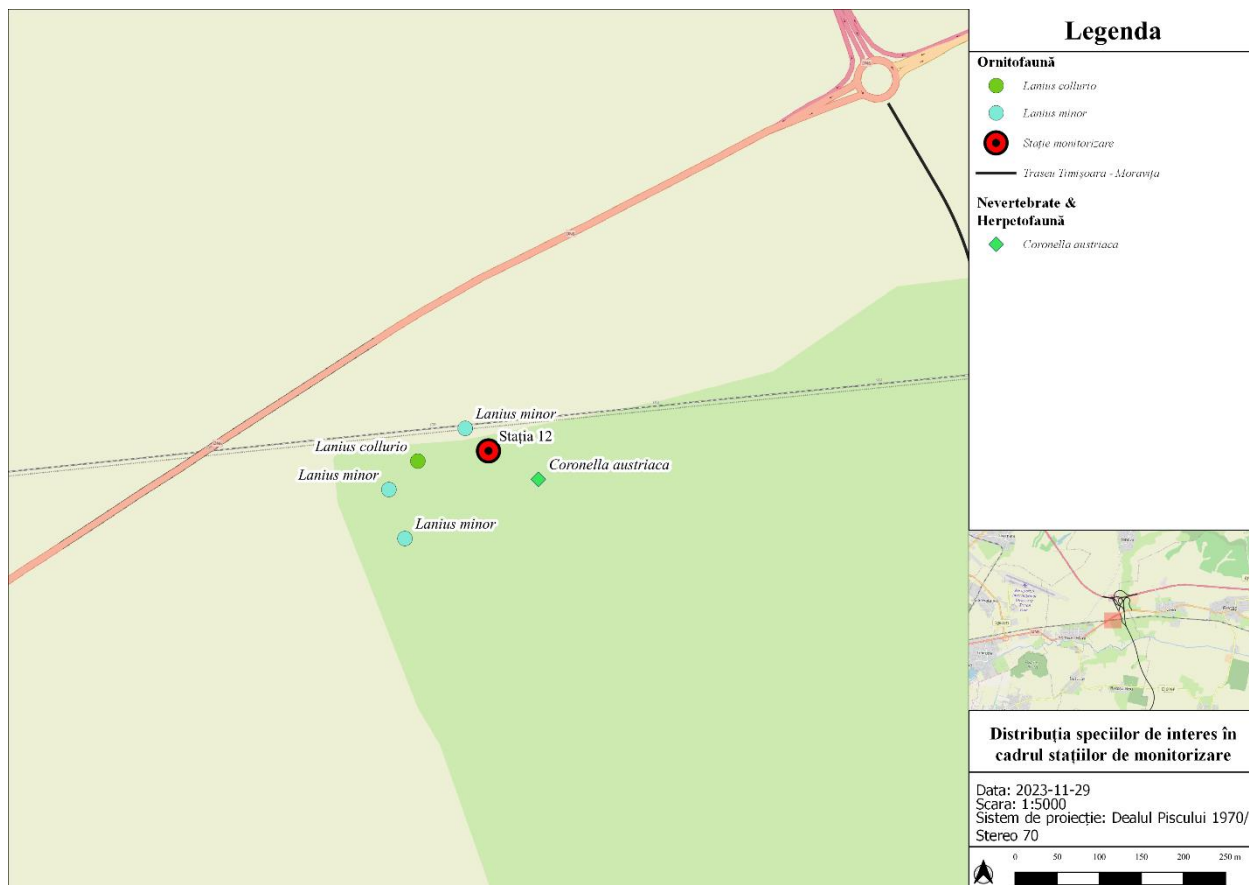 Lanius minor
Stația 12
Lanius collurio
Lanius minor
Coronella austriaca
Lanius minor
Legenda
Ornitofaună
Lanius collurio
Lanius minor
Stație monitorizare
Traseu Timișoara - Moravița
Nevertebrate &
Herpetofaună
Coronella austriaca
Distribuția speciilor de interes în
cadrul stațiilor de monitorizare
Data: 2023-11-29
Scara: 1:5000
Sistem de proiecție: Dealul Piscului 1970/
Stereo 70
0 50 100 150 200 250 m